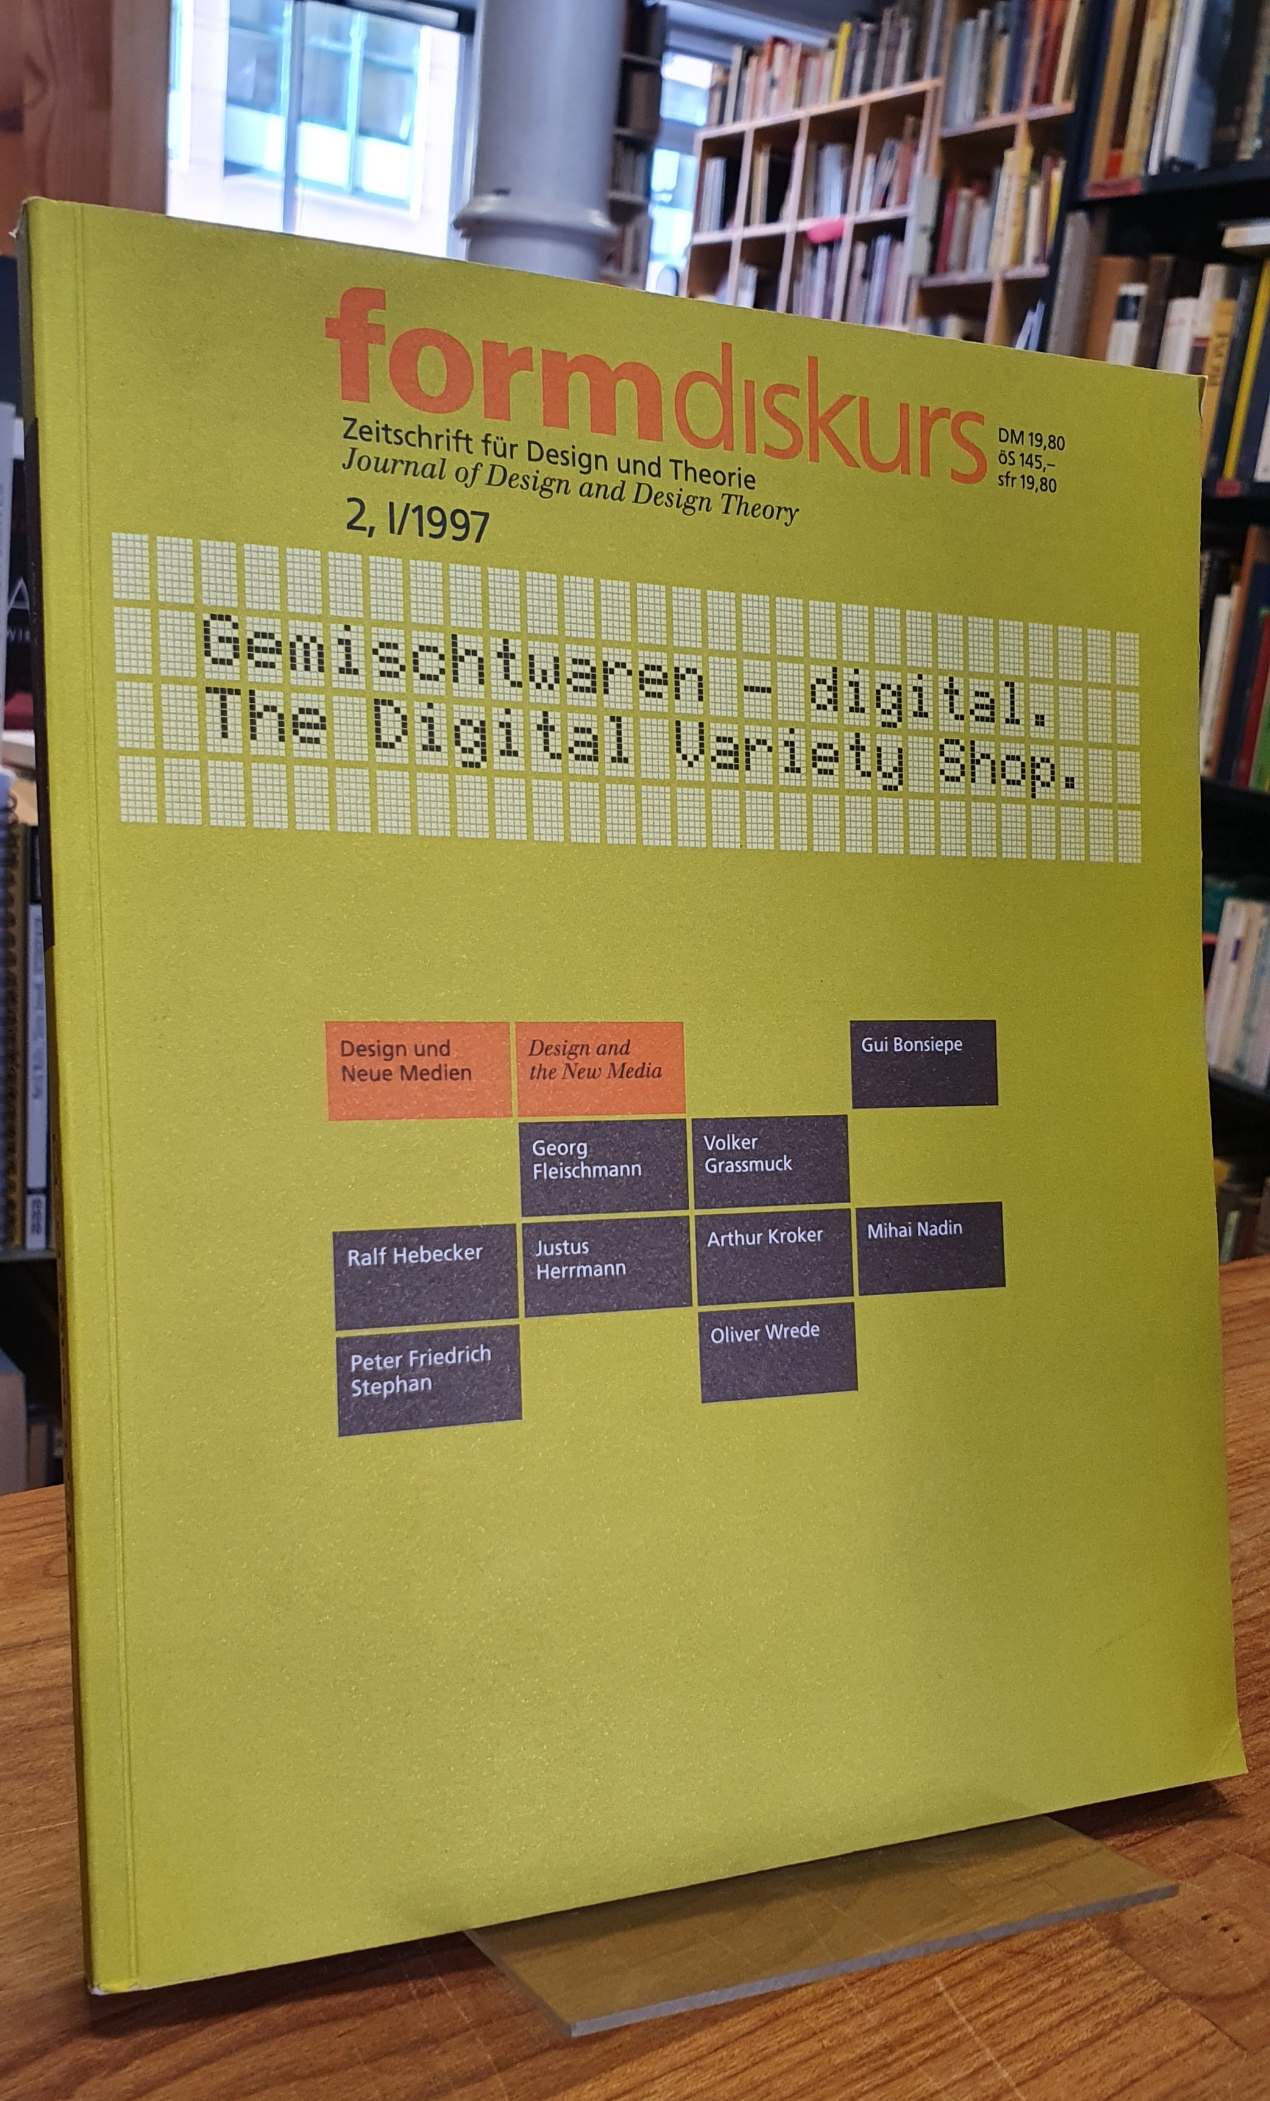 formdiskurs
DM 19,80
öS 145,–
sfr 19,80
Zeitschrift für Design und Theorie
Journal of Design and Design Theory
2, I/1997
Gemischtwaren - digital.
The Digital Variety Shop.
Design und
Neue Medien
Design and
the New Media
Gui Bonsiepe
Georg
Fleischmann
Volker
Grassmuck
Ralf Hebecker
Justus
Herrmann
Arthur Kroker
Mihai Nadin
Peter Friedrich
Stephan
Oliver Wrede